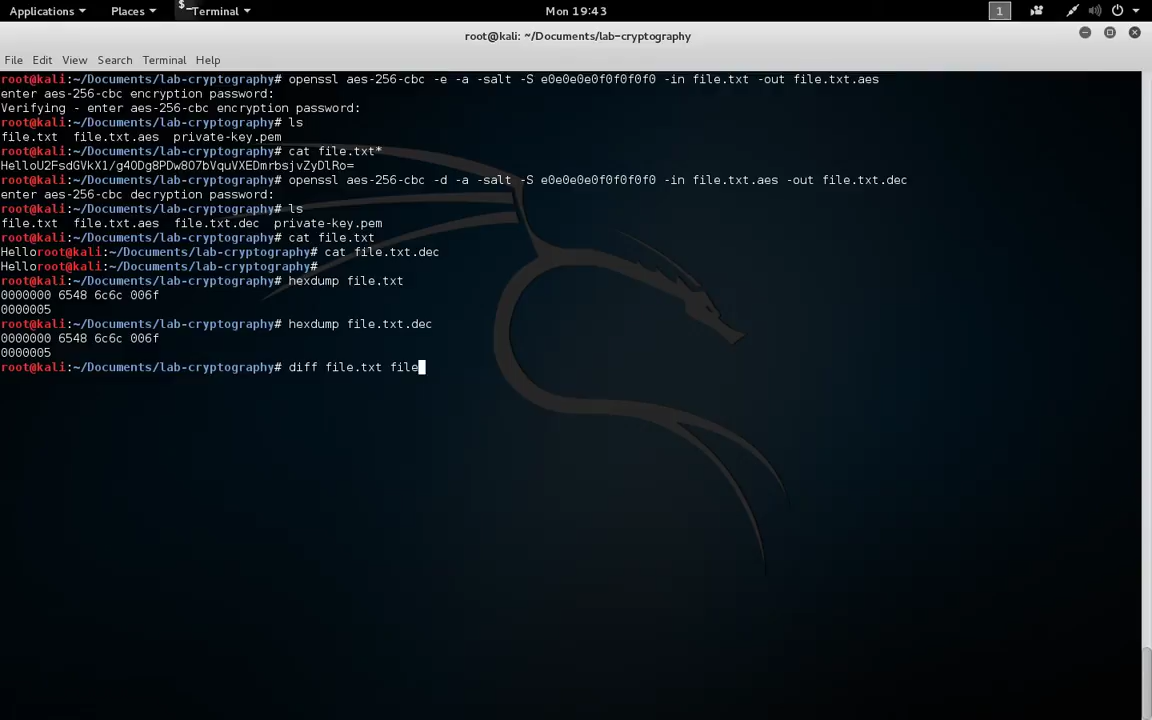 Applications Places Terminal Mon 19:43 1
root@kali: ~/Documents/lab-cryptography
File Edit View Search Terminal Help
root@kali:~/Documents/lab-cryptography# openssl aes-256-cbc -e -a -salt -S e0e0e0e0f0f0f0f0 -in file.txt -out file.txt.aes
enter aes-256-cbc encryption password:
Verifying - enter aes-256-cbc encryption password:
root@kali:~/Documents/lab-cryptography# ls
file.txt file.txt.aes private-key.pem
root@kali:~/Documents/lab-cryptography# cat file.txt*
HelloU2FsdGVkX1/g4ODg8PDw8O7bVquVXEDmrbsjvZyDlRo=
root@kali:~/Documents/lab-cryptography# openssl aes-256-cbc -d -a -salt -S e0e0e0e0f0f0f0f0 -in file.txt.aes -out file.txt.dec
enter aes-256-cbc decryption password:
root@kali:~/Documents/lab-cryptography# ls
file.txt file.txt.aes file.txt.dec private-key.pem
root@kali:~/Documents/lab-cryptography# cat file.txt
Helloroot@kali:~/Documents/lab-cryptography# cat file.txt.dec
Helloroot@kali:~/Documents/lab-cryptography#
root@kali:~/Documents/lab-cryptography# hexdump file.txt
0000000 6548 6c6c 006f
0000005
root@kali:~/Documents/lab-cryptography# hexdump file.txt.dec
0000000 6548 6c6c 006f
0000005
root@kali:~/Documents/lab-cryptography# diff file.txt file